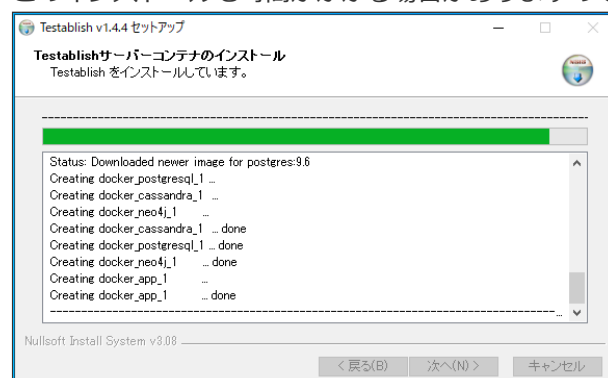 Testablish v1.4.4 セットアップ
Testablishサーバーコンテナのインストール
Testablish をインストールしています。
Status: Downloaded newer image for postgres:9.6
Creating docker_postgresql_1 ...
Creating docker_cassandra_1 ...
Creating docker_neo4j_1 ...
Creating docker_cassandra_1 ... done
Creating docker_postgresql_1 ... done
Creating docker_neo4j_1 ... done
Creating docker_app_1 ...
Creating docker_app_1 ... done
Nullsoft Install System v3.08
< 戻る(B)
次へ(N) >
キャンセル